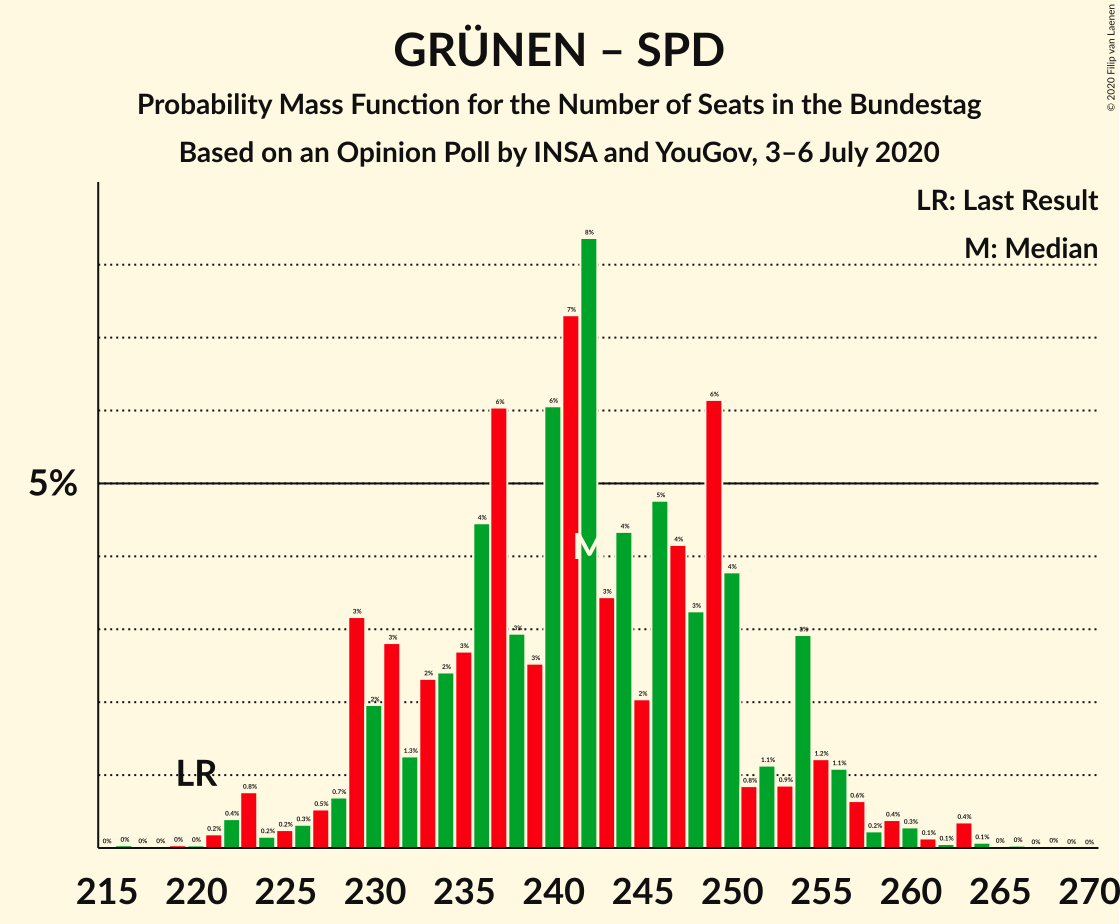 GRÜNEN – SPD
Probability Mass Function for the Number of Seats in the Bundestag
Based on an Opinion Poll by INSA and YouGov, 3–6 July 2020
© 2020 Filip van Laenen
LR: Last Result
M: Median
5%
LR
M
0% 0% 0% 0% 0% 0% 0.2% 0.4% 0.8% 0.2% 0.2% 0.3% 0.5% 0.7% 3% 2% 3% 1.3% 2% 2% 3% 4% 6% 3% 3% 6% 7% 8% 3% 4% 2% 5% 4% 3% 6% 4% 0.8% 1.1% 0.9% 3% 1.2% 1.1% 0.6% 0.2% 0.4% 0.3% 0.1% 0.1% 0.4% 0.1% 0% 0% 0% 0% 0% 0%
215 220 225 230 235 240 245 250 255 260 265 270